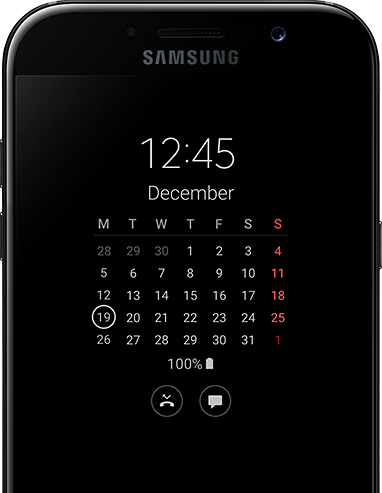 SAMSUNG
12:45
December
M T W T F S S
28 29 30 1 2 3 4
5 6 7 8 9 10 11
12 13 14 15 16 17 18
19 20 21 22 23 24 25
26 27 28 29 30 31 1
100%